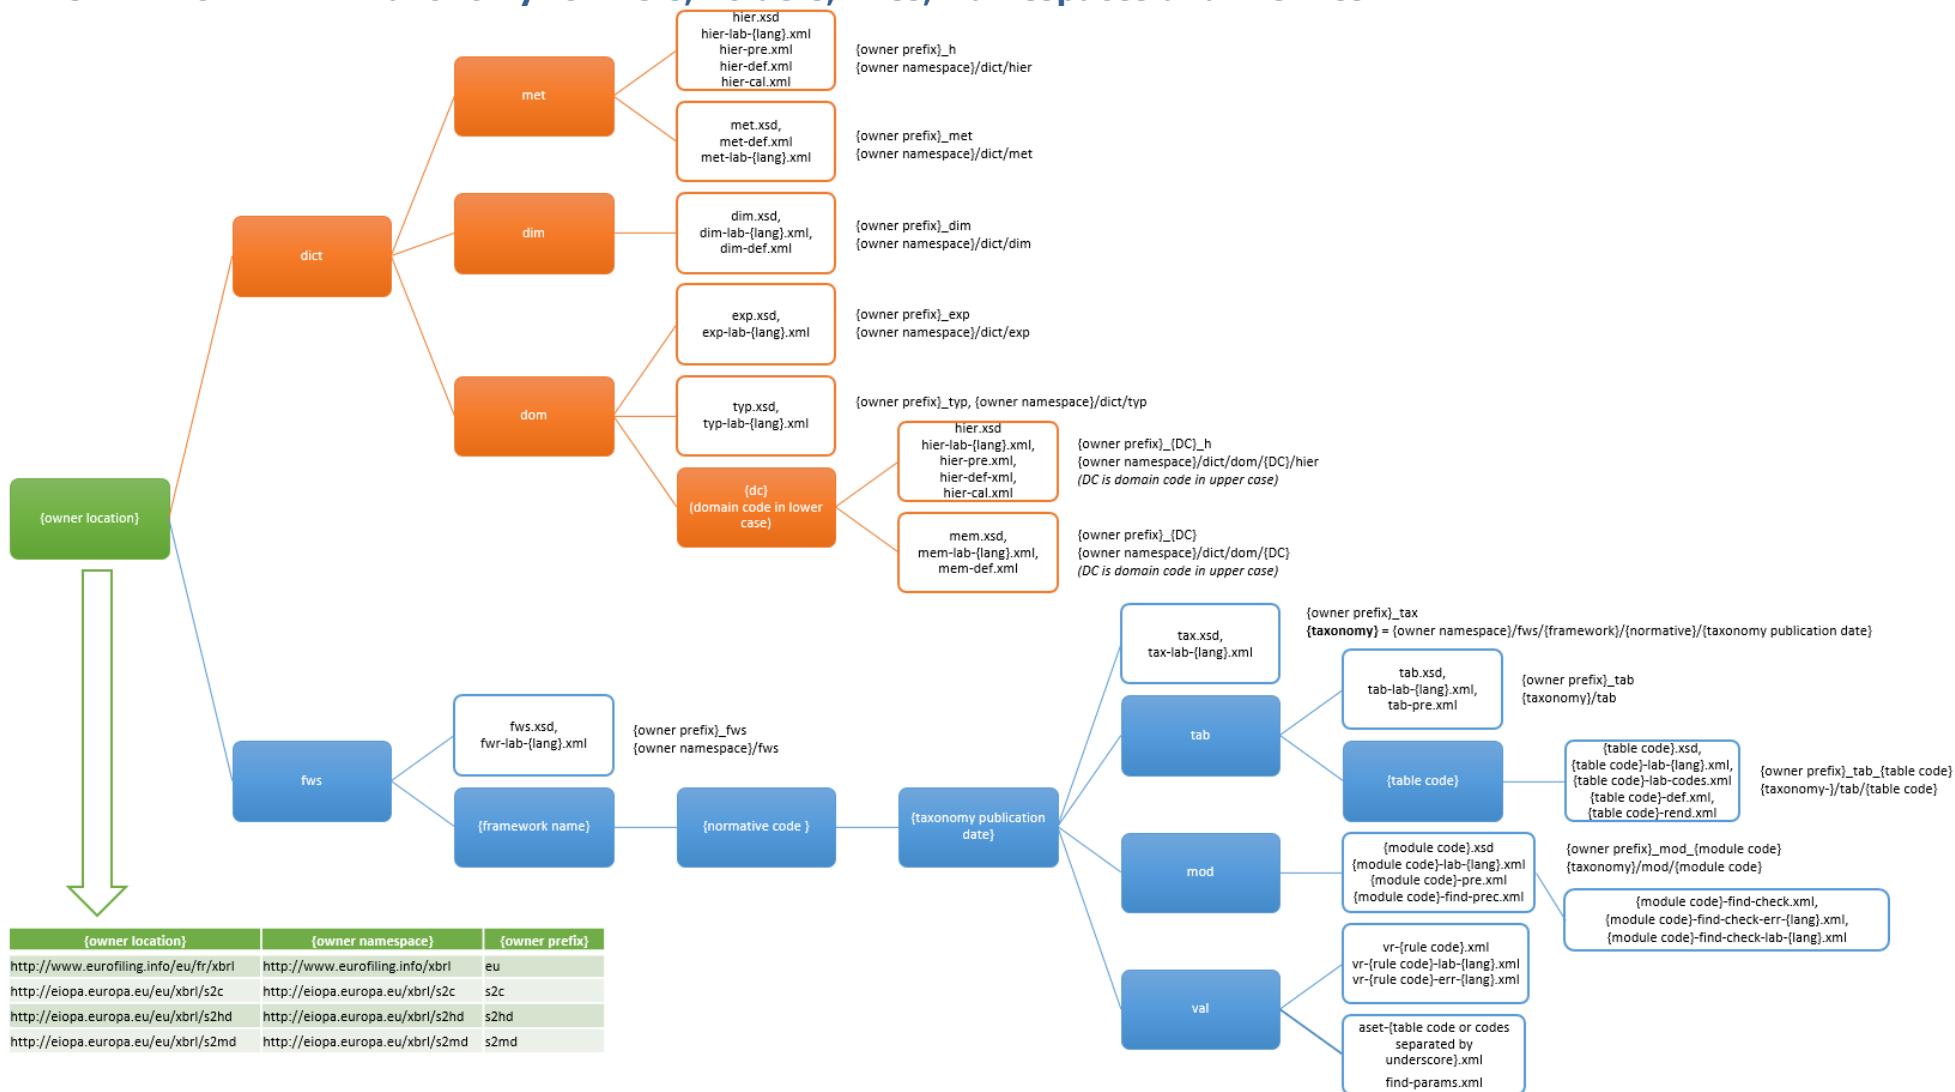 hier.xsd
hier-lab-{lang}.xml
hier-pre.xml
hier-def.xml
hier-cal.xml
{owner prefix}_h
{owner namespace}/dict/hier
met
met.xsd,
met-def.xml
met-lab-{lang}.xml
{owner prefix}_met
{owner namespace}/dict/met
dim
dim.xsd,
dim-lab-{lang}.xml,
dim-def.xml
{owner prefix}_dim
{owner namespace}/dict/dim
dict
exp.xsd,
exp-lab-{lang}.xml
{owner prefix}_exp
{owner namespace}/dict/exp
dom
typ.xsd,
typ-lab-{lang}.xml
{owner prefix}_typ, {owner namespace}/dict/typ
{dc}
(domain code in lower
case)
hier.xsd
hier-lab-{lang}.xml,
hier-pre.xml,
hier-def-xml,
hier-cal.xml
{owner prefix}_{DC}_h
{owner namespace}/dict/dom/{DC}/hier
(DC is domain code in upper case)
mem.xsd,
mem-lab-{lang}.xml,
mem-def.xml
{owner prefix}_{DC}
{owner namespace}/dict/dom/{DC}
(DC is domain code in upper case)
{owner location}
tax.xsd,
tax-lab-{lang}.xml
{owner prefix}_tax
{taxonomy} = {owner namespace}/fws/{framework}/{normative}/{taxonomy publication date}
tab
tab.xsd,
tab-lab-{lang}.xml,
tab-pre.xml
{owner prefix}_tab
{taxonomy}/tab
{table code}
{table code}.xsd,
{table code}-lab-{lang}.xml,
{table code}-lab-codes.xml
{table code}-def.xml,
{table code}-rend.xml
{owner prefix}_tab_{table code}
{taxonomy-}/tab/{table code}
fws
fws.xsd,
fwr-lab-{lang}.xml
{owner prefix}_fws
{owner namespace}/fws
{framework name}
{normative code }
{taxonomy publication
date}
mod
{module code}.xsd
{module code}-lab-{lang}.xml
{module code}-pre.xml
{module code}-find-prec.xml
{owner prefix}_mod_{module code}
{taxonomy}/mod/{module code}
{module code}-find-check.xml,
{module code}-find-check-err-{lang}.xml,
{module code}-find-check-lab-{lang}.xml
val
vr-{rule code}.xml
vr-{rule code}-lab-{lang}.xml
vr-{rule code}-err-{lang}.xml
aset-{table code or codes
separated by
underscore}.xml
find-params.xml
{owner location} {owner namespace} {owner prefix}
http://www.eurofiling.info/eu/fr/xbrl http://www.eurofiling.info/xbrl eu
http://eiopa.europa.eu/eu/xbrl/s2c http://eiopa.europa.eu/xbrl/s2c s2c
http://eiopa.europa.eu/eu/xbrl/s2hd http://eiopa.europa.eu/xbrl/s2hd s2hd
http://eiopa.europa.eu/eu/xbrl/s2md http://eiopa.europa.eu/xbrl/s2md s2md